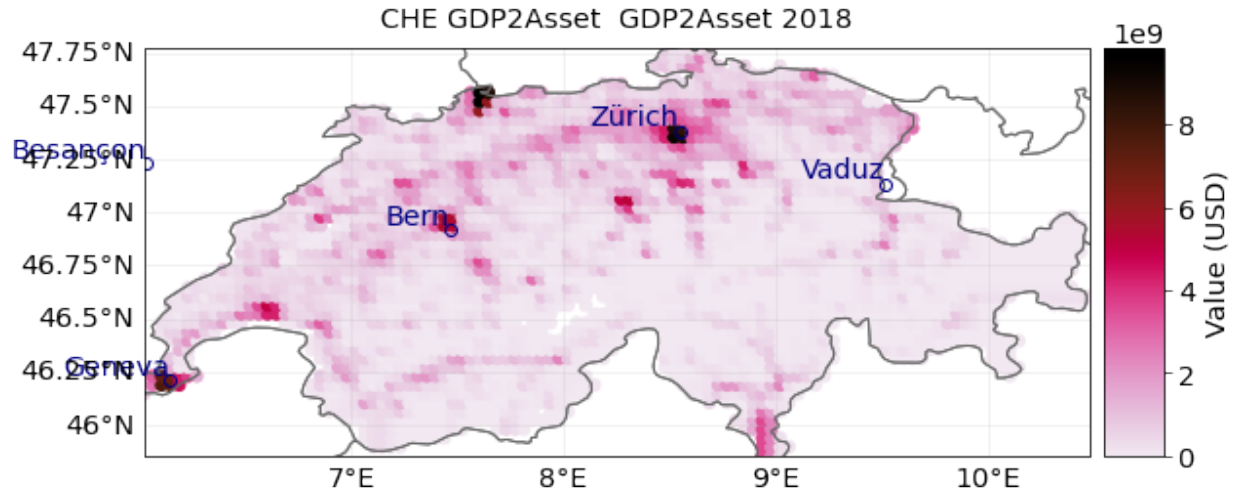 CHE GDP2Asset  GDP2Asset 2018
1e9
47.75°N
47.5°N
Zürich
8
Besançon
47.25°N
Vaduz
47°N
Bern
6
46.75°N
46.5°N
4
Geneva
46.25°N
2
46°N
0
Value (USD)
7°E
8°E
9°E
10°E